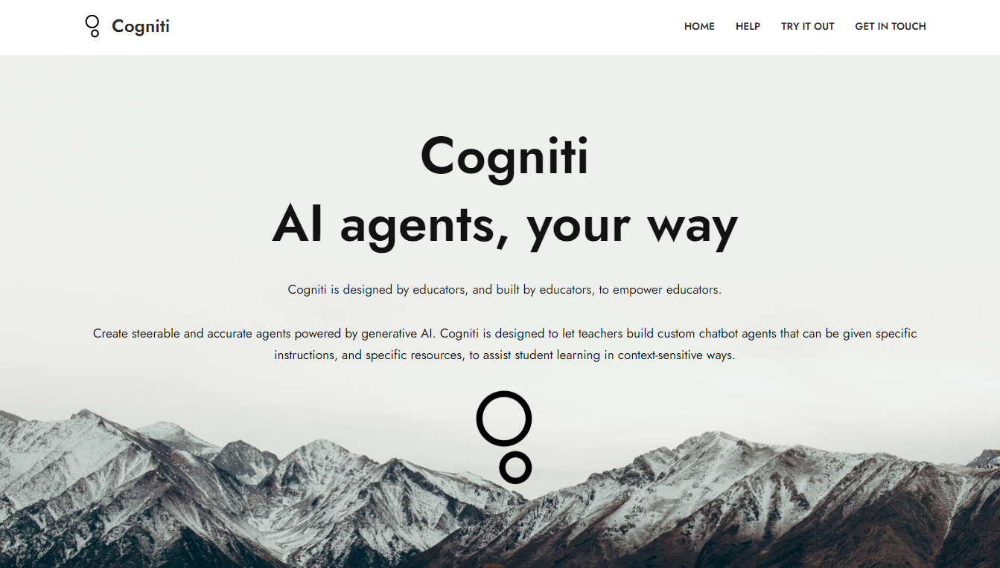 Cogniti
HOME HELP TRY IT OUT GET IN TOUCH
Cogniti
AI agents, your way
Cogniti is designed by educators, and built by educators, to empower educators.
Create steerable and accurate agents powered by generative AI. Cogniti is designed to let teachers build custom chatbot agents that can be given specific
instructions, and specific resources, to assist student learning in context-sensitive ways.